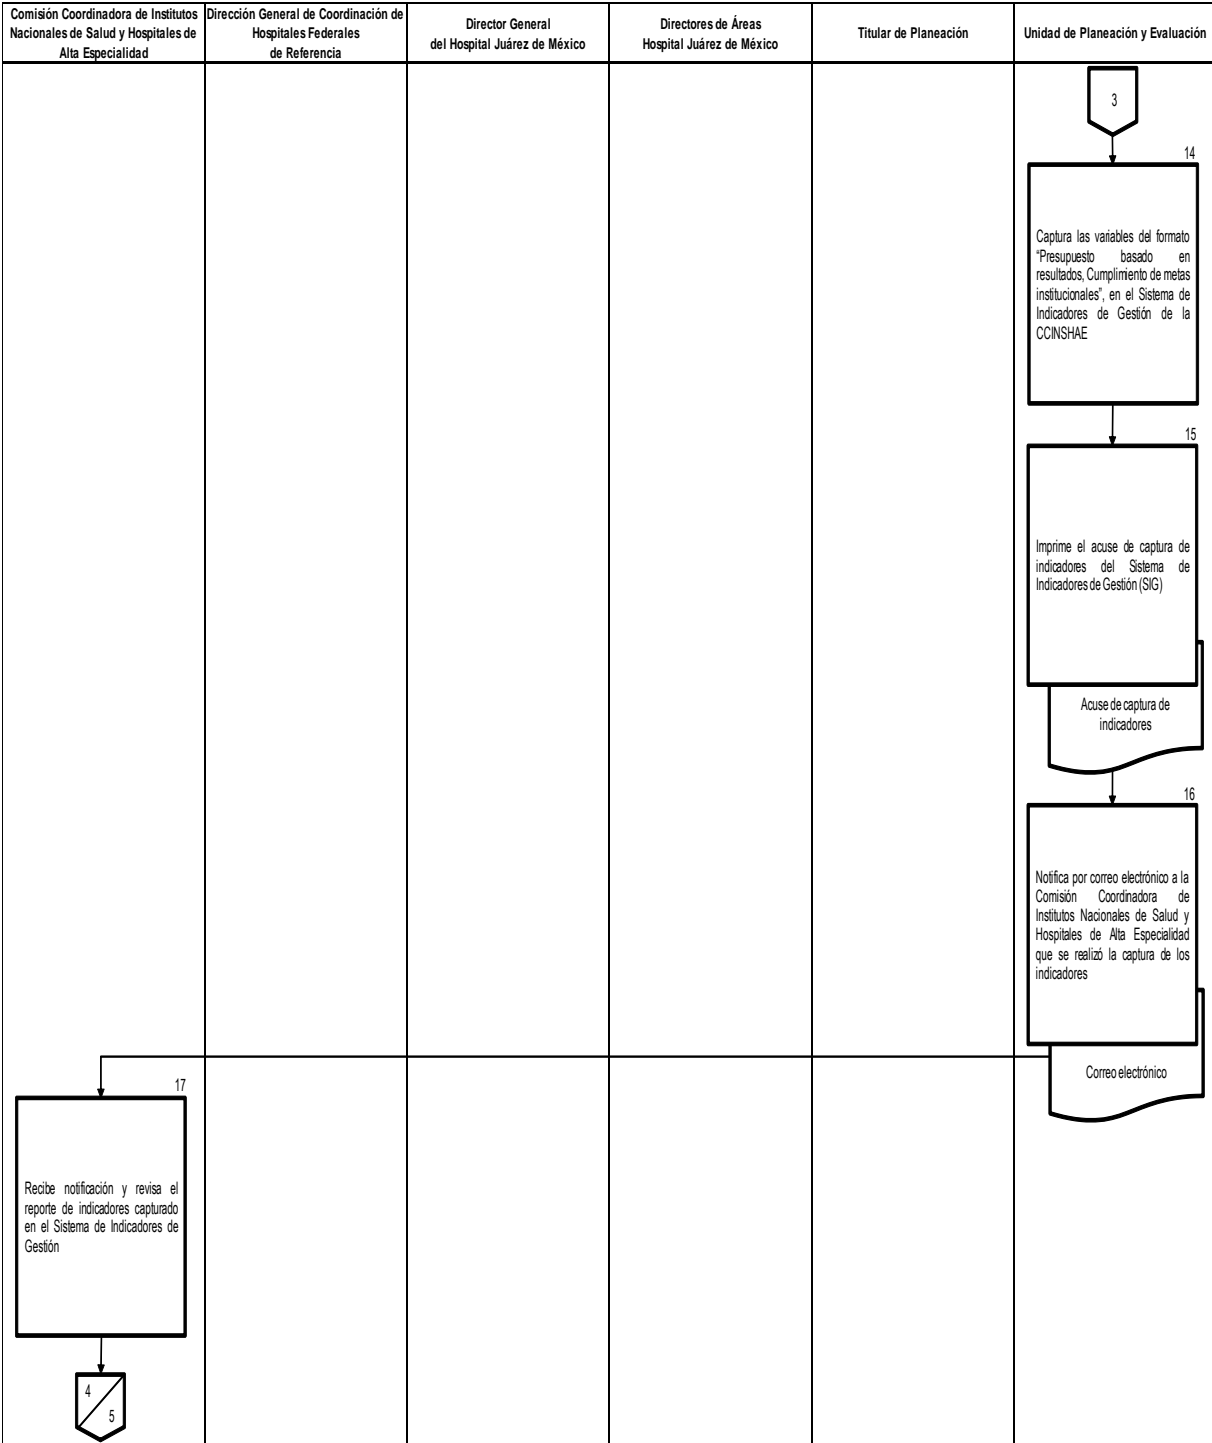 Comisión Coordinadora de Institutos
Nacionales de Salud y Hospitales de
Alta Especialidad
Dirección General de Coordinación de
Hospitales Federales
de Referencia
Director General
del Hospital Juárez de México
Directores de Áreas
Hospital Juárez de México
Titular de Planeación
Unidad de Planeación y Evaluación
3
14
Captura las variables del formato
“Presupuesto basado en
resultados, Cumplimiento de metas
institucionales”, en el Sistema de
Indicadores de Gestión de la
CCINSHAE
15
Imprime el acuse de captura de
indicadores del Sistema de
Indicadores de Gestión (SIG)
Acuse de captura de
indicadores
16
Notifica por correo electrónico a la
Comisión Coordinadora de
Institutos Nacionales de Salud y
Hospitales de Alta Especialidad
que se realizó la captura de los
indicadores
Correo electrónico
17
Recibe notificación y revisa el
reporte de indicadores capturado
en el Sistema de Indicadores de
Gestión
4
5